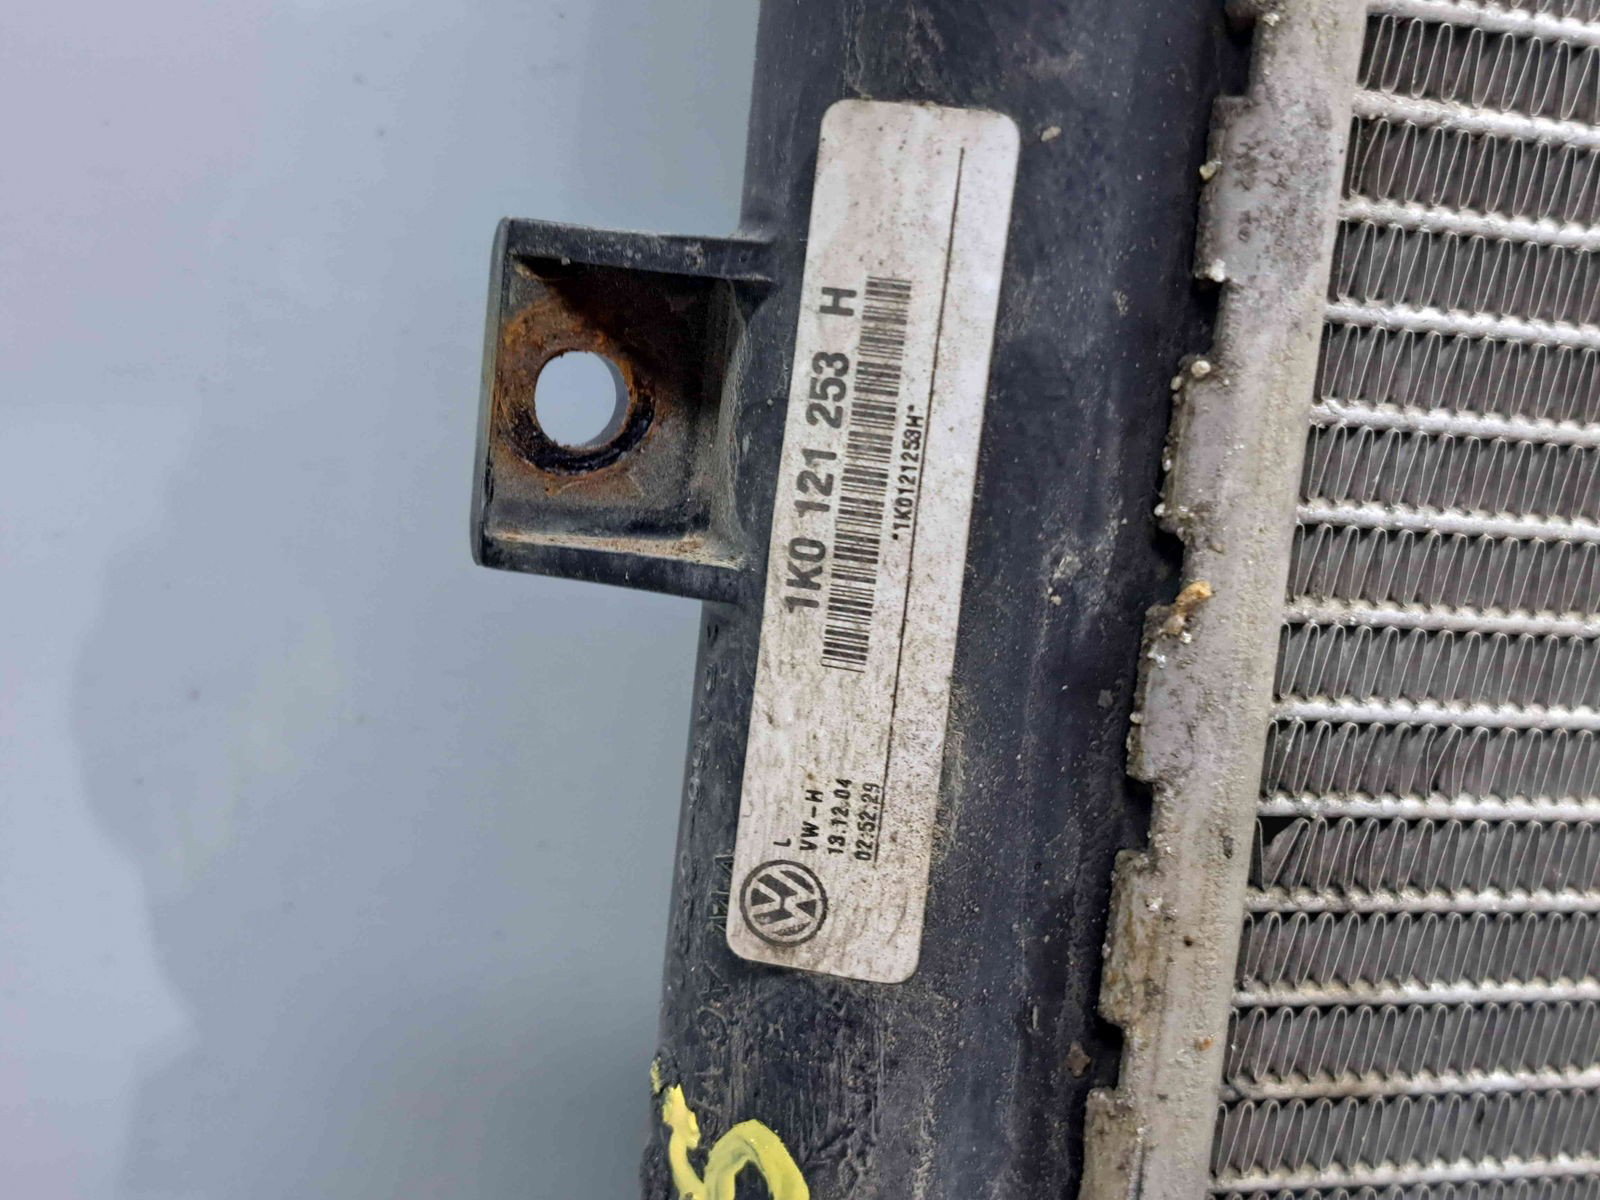 1K0 121 253 H
*1K0121253H*
L
VW-H
13.12.04
02:52:29